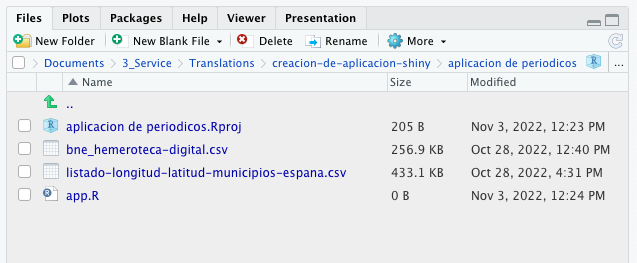 Files Plots Packages Help Viewer Presentation
New Folder New Blank File Delete Rename More
Documents 3_Service Translations creacion-de-aplicacion-shiny aplicacion de periodicos R ...
Name Size Modified
..
R aplicacion de periodicos.Rproj 205 B Nov 3, 2022, 12:23 PM
bne_hemeroteca-digital.csv 256.9 KB Oct 28, 2022, 12:40 PM
listado-longitud-latitud-municipios-espana.csv 433.1 KB Oct 28, 2022, 4:31 PM
R app.R 0 B Nov 3, 2022, 12:24 PM